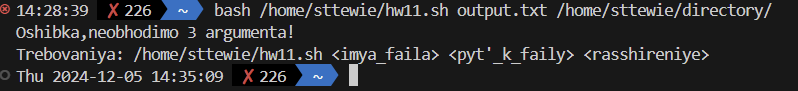 14:28:39 ✘ 226 ~ bash /home/sttewie/hw11.sh output.txt /home/sttewie/directory/
Oshibka,neobhodimo 3 argumenta!
Trebovaniya: /home/sttewie/hw11.sh <imya_faila> <pyt'_k_faily> <rasshireniye>
Thu 2024-12-05 14:35:09 ✘ 226 ~